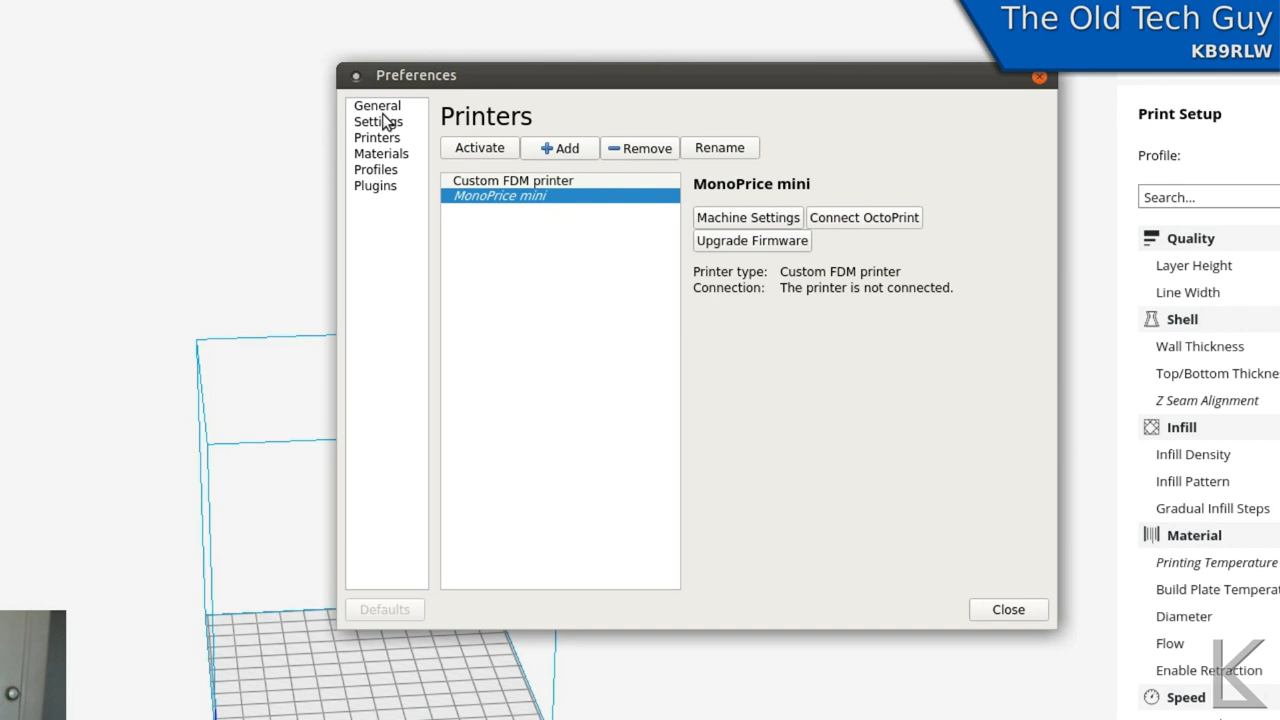 The Old Tech Guy
KB9RLW
Preferences
General
Settings
Printers
Materials
Profiles
Plugins
Printers
Activate
Add
Remove
Rename
Custom FDM printer
MonoPrice mini
MonoPrice mini
Machine Settings
Connect OctoPrint
Upgrade Firmware
Printer type: Custom FDM printer
Connection: The printer is not connected.
Defaults
Close
Print Setup
Profile:
Search...
Quality
Layer Height
Line Width
Shell
Wall Thickness
Top/Bottom Thickne
Z Seam Alignment
Infill
Infill Density
Infill Pattern
Gradual Infill Steps
Material
Printing Temperature
Build Plate Tempera
Diameter
Flow
Enable Retraction
Speed
K